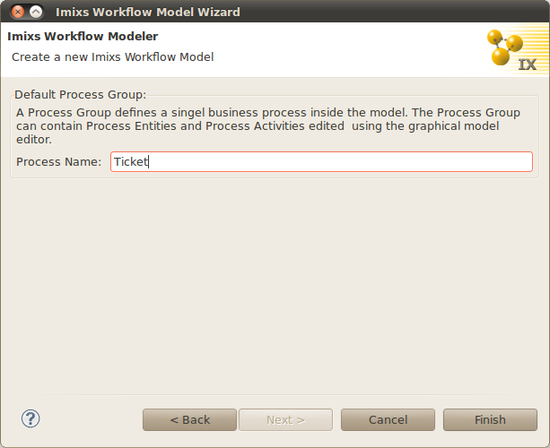 Imixs Workflow Model Wizard
Imixs Workflow Modeler
Create a new Imixs Workflow Model
IX
Default Process Group:
A Process Group defines a singel business process inside the model. The Process Group
can contain Process Entities and Process Activities edited  using the graphical model
editor.
Process Name: Ticket
? < Back Next > Cancel Finish